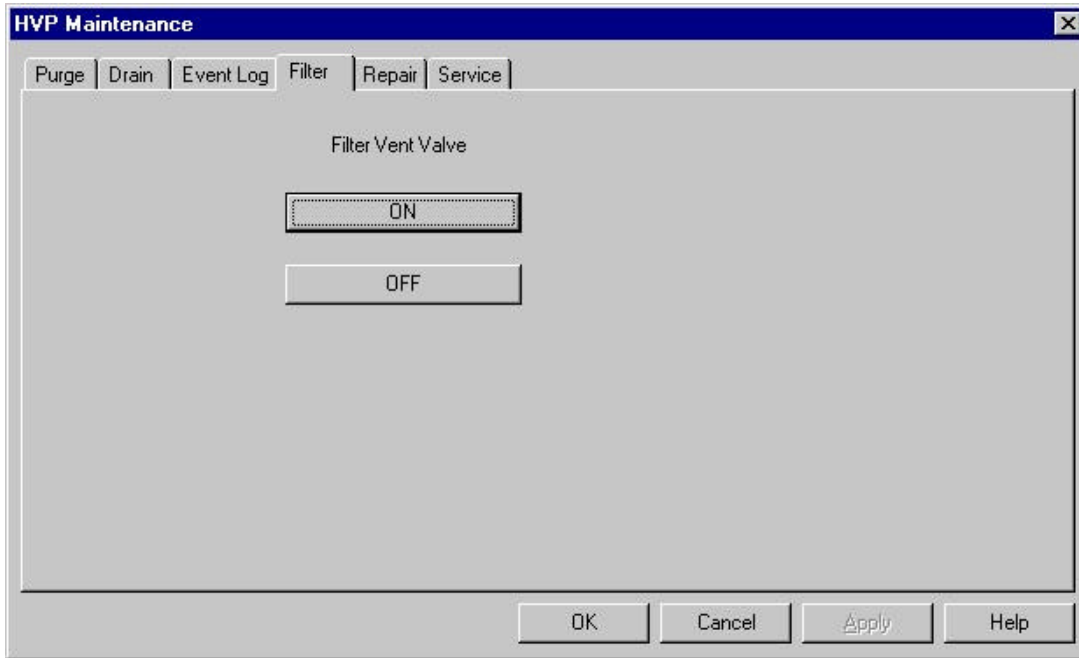 HVP Maintenance
Purge Drain Event Log Filter Repair Service
Filter Vent Valve
ON
OFF
OK Cancel Apply Help